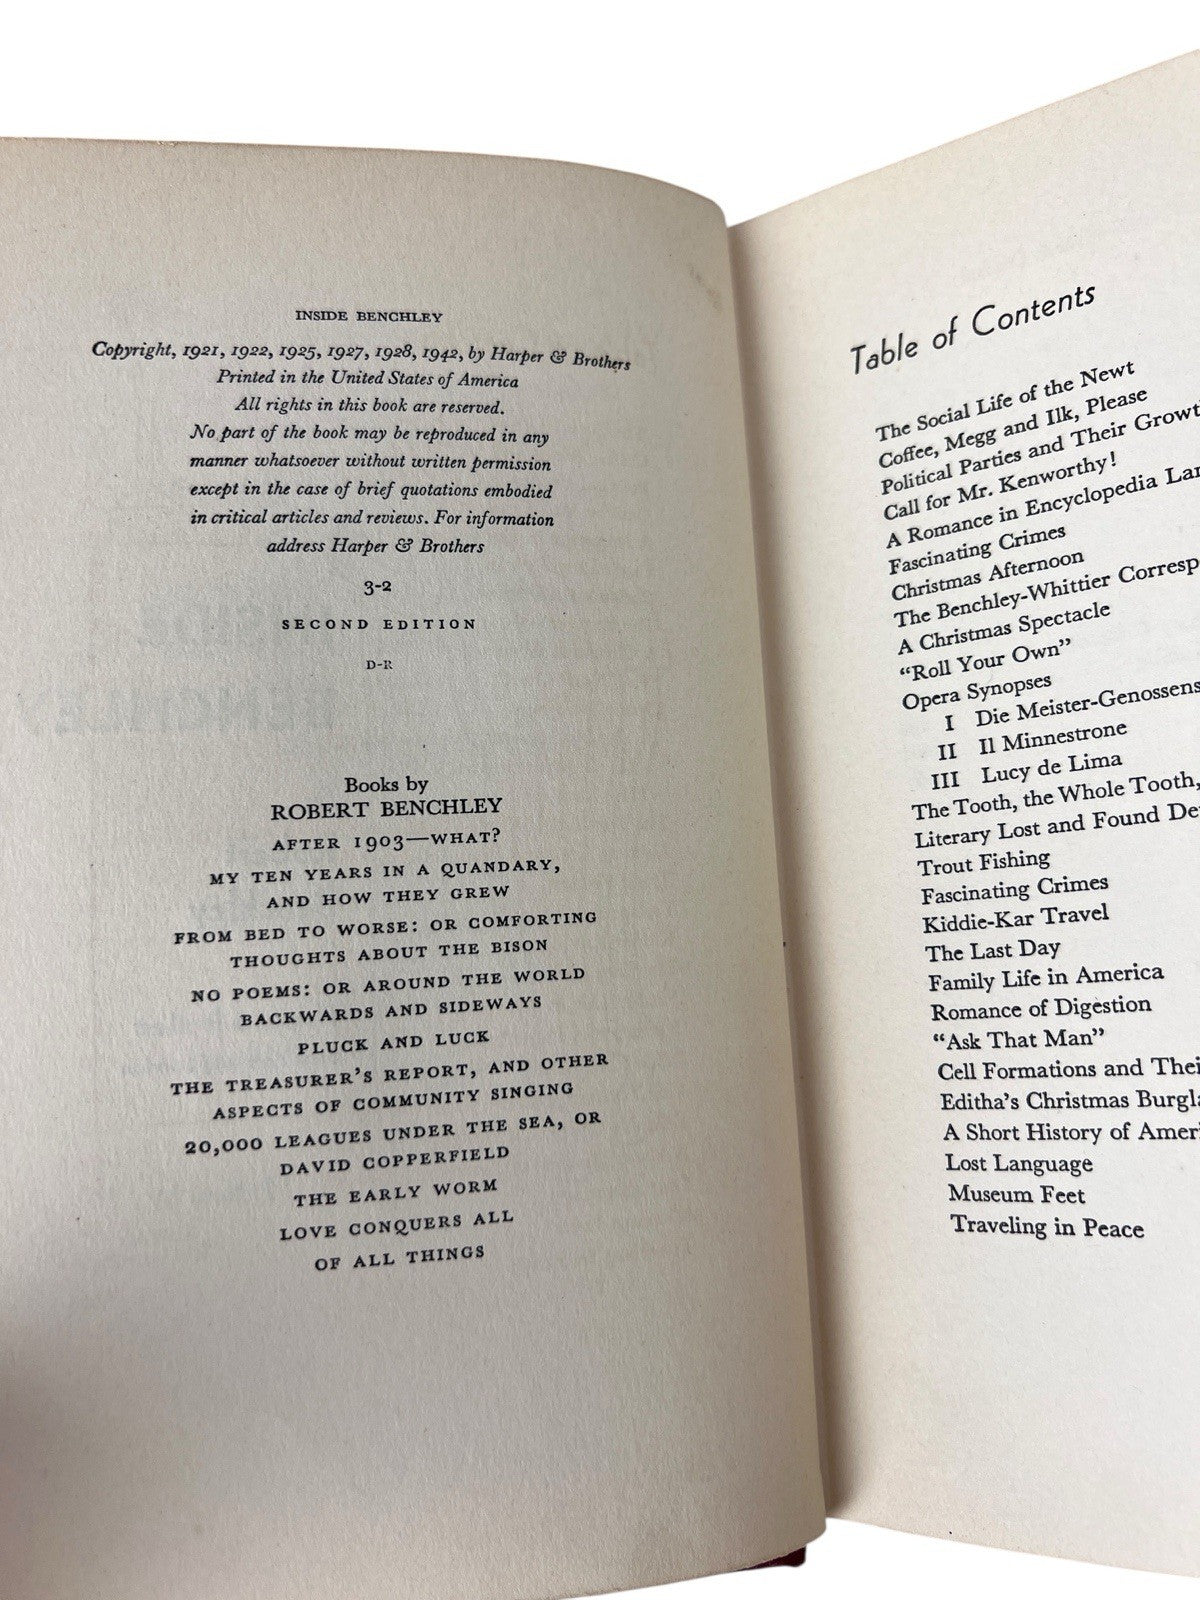 INSIDE BENCHLEY
Copyright, 1921, 1922, 1925, 1927, 1928, 1942, by Harper & Brothers
Printed in the United States of America
All rights in this book are reserved.
No part of the book may be reproduced in any
manner whatsoever without written permission
except in the case of brief quotations embodied
in critical articles and reviews. For information
address Harper & Brothers
3-2
SECOND EDITION
D-R
Books by
ROBERT BENCHLEY
AFTER 1903—WHAT?
MY TEN YEARS IN A QUANDARY,
AND HOW THEY GREW
FROM BED TO WORSE: OR COMFORTING
THOUGHTS ABOUT THE BISON
NO POEMS: OR AROUND THE WORLD
BACKWARDS AND SIDEWAYS
PLUCK AND LUCK
THE TREASURER'S REPORT, AND OTHER
ASPECTS OF COMMUNITY SINGING
20,000 LEAGUES UNDER THE SEA, OR
DAVID COPPERFIELD
THE EARLY WORM
LOVE CONQUERS ALL
OF ALL THINGS
Table of Contents
The Social Life of the Newt
Coffee, Megg and Ilk, Please
Political Parties and Their Growth
Call for Mr. Kenworthy!
A Romance in Encyclopedia Lan
Fascinating Crimes
Christmas Afternoon
The Benchley-Whittier Corresp
A Christmas Spectacle
"Roll Your Own"
Opera Synopses
I Die Meister-Genossens
II Il Minnestrone
III Lucy de Lima
The Tooth, the Whole Tooth,
Literary Lost and Found De
Trout Fishing
Fascinating Crimes
Kiddie-Kar Travel
The Last Day
Family Life in America
Romance of Digestion
"Ask That Man"
Cell Formations and Thei
Editha's Christmas Burgla
A Short History of Ameri
Lost Language
Museum Feet
Traveling in Peace